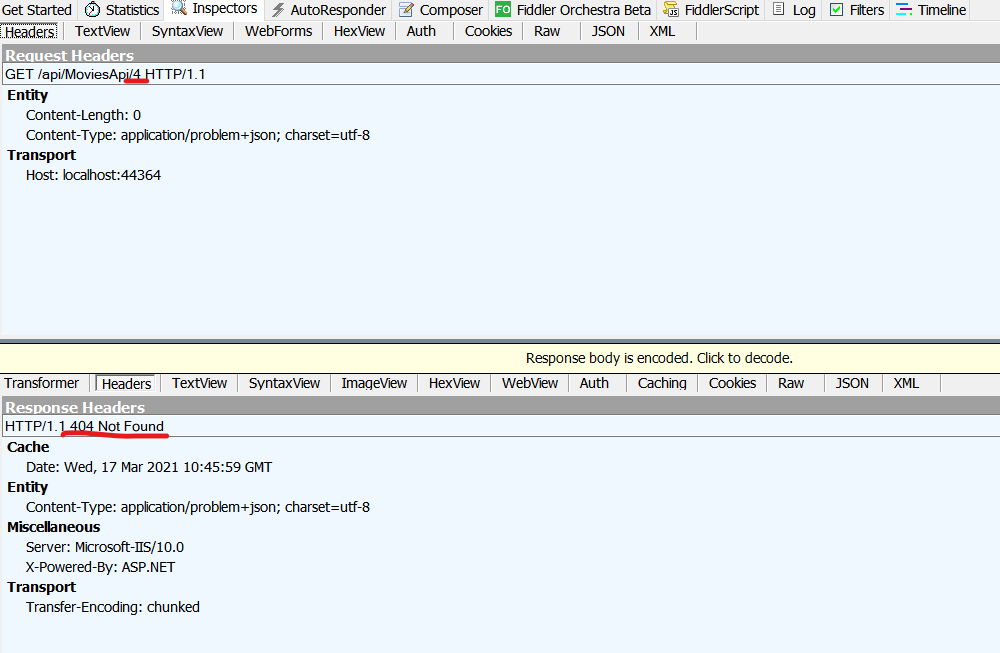 Get Started Statistics Inspectors AutoResponder Composer FO Fiddler Orchestra Beta FiddlerScript Log Filters Timeline
Headers TextView SyntaxView WebForms HexView Auth Cookies Raw JSON XML
Request Headers
GET /api/MoviesApi/4 HTTP/1.1
Entity
Content-Length: 0
Content-Type: application/problem+json; charset=utf-8
Transport
Host: localhost:44364
Response body is encoded. Click to decode.
Transformer Headers TextView SyntaxView ImageView HexView WebView Auth Caching Cookies Raw JSON XML
Response Headers
HTTP/1.1 404 Not Found
Cache
Date: Wed, 17 Mar 2021 10:45:59 GMT
Entity
Content-Type: application/problem+json; charset=utf-8
Miscellaneous
Server: Microsoft-IIS/10.0
X-Powered-By: ASP.NET
Transport
Transfer-Encoding: chunked